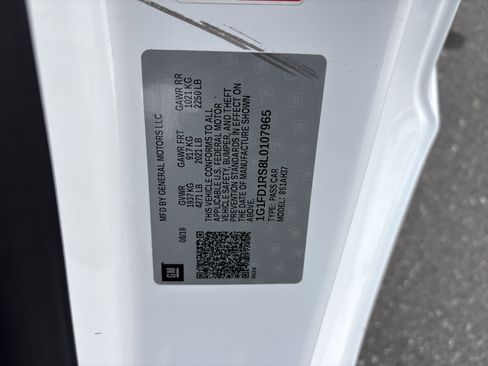 MFD BY GENERAL MOTORS LLC
08/19
GVWR
1937 KG
4271 LB
GAWR FRT
917 KG
2021 LB
GAWR RR
1021 KG
2250 LB
THIS VEHICLE CONFORMS TO ALL
APPLICABLE U.S. FEDERAL MOTOR
VEHICLE SAFETY, BUMPER, AND THEFT
PREVENTION STANDARDS IN EFFECT ON
THE DATE OF MANUFACTURE SHOWN
ABOVE.
1G1FD1RS8L0107965
TYPE: PASS CAR
MODEL: 8S1AH37
GM